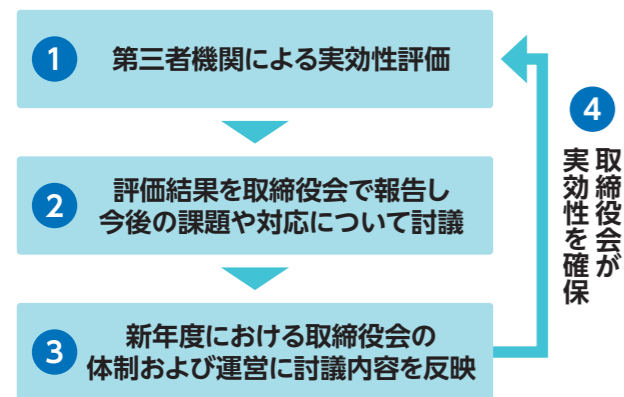 1 第三者機関による実効性評価
2 評価結果を取締役会で報告し
今後の課題や対応について討議
3 新年度における取締役会の
体制および運営に討議内容を反映
4
取締役会が
実効性を確保